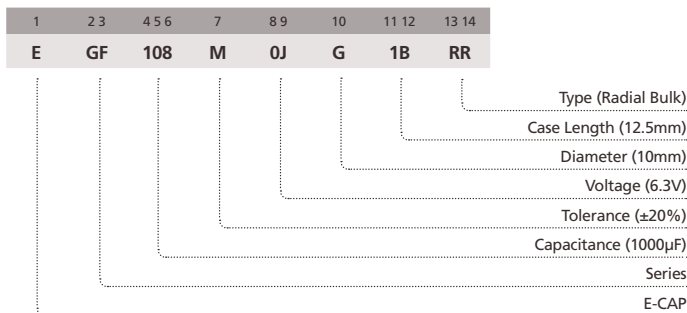 1 2 3 4 5 6 7 8 9 10 11 12 13 14
E GF 108 M 0J G 1B RR
Type (Radial Bulk)
Case Length (12.5mm)
Diameter (10mm)
Voltage (6.3V)
Tolerance (±20%)
Capacitance (1000μF)
Series
E-CAP